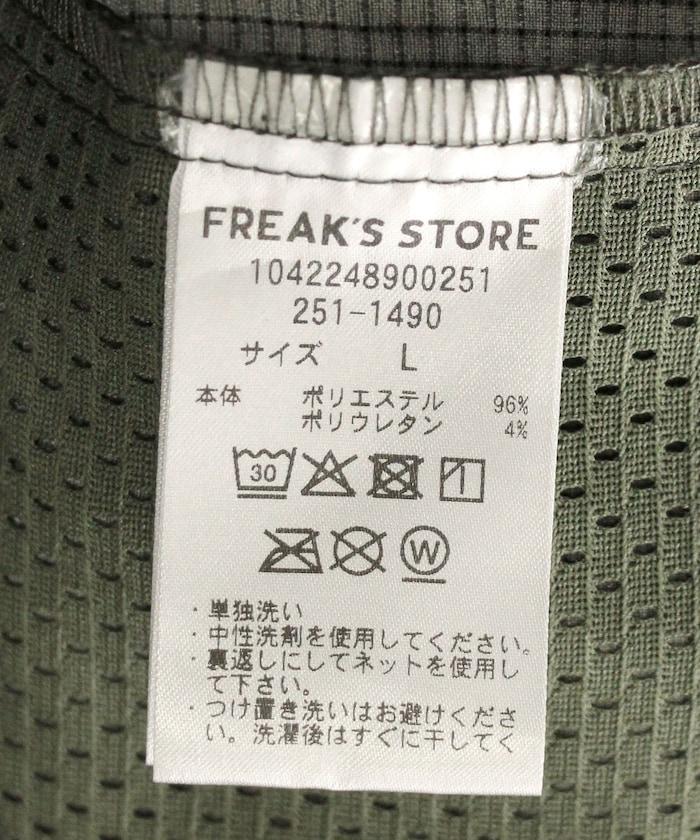 FREAK'S STORE
1042248900251
251-1490
サイズ L
本体 ポリエステル 96%
ポリウレタン 4%
30
W
・単独洗い
・中性洗剤を使用してください。
・裏返しにしてネットを使用し
て下さい。
・つけ置き洗いはお避けくださ
い。洗濯後はすぐに干してく